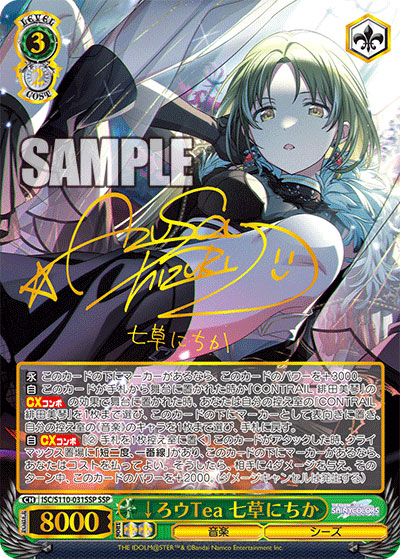 LEVEL
3
2
COST
SAMPLE
七草にちか
永 このカードの下にマーカーがあるなら、このカードのパワーを+3000。
自 このカードが手札から舞台に置かれた時か「CONTRAIL 緋田美琴」の
CXコンボ の効果で舞台に置かれた時、あなたは自分の控え室の「CONTRAIL
緋田美琴」を1枚まで選び、このカードの下にマーカーとして表向きに置き、
自分の控え室の《音楽》のキャラを1枚まで選び、手札に戻す。
自 CXコンボ [② 手札を1枚控え室に置く] このカードがアタックした時、クライ
マックス置場に「短二度、一番線」があり、このカードの下にマーカーがあるなら、
あなたはコストを払ってよい。そうしたら、相手に4ダメージを与え、その
ターン中、このカードのパワーを+2000。(ダメージキャンセルは発生する)
CH ISC/S110-031SSP SSP
POWER
8000
SOUL
↓ろウTea 七草にちか
SHINYCOLORS
音楽
シーズ
THE IDOLM@STER™& ©Bandai Namco Entertainment Inc.